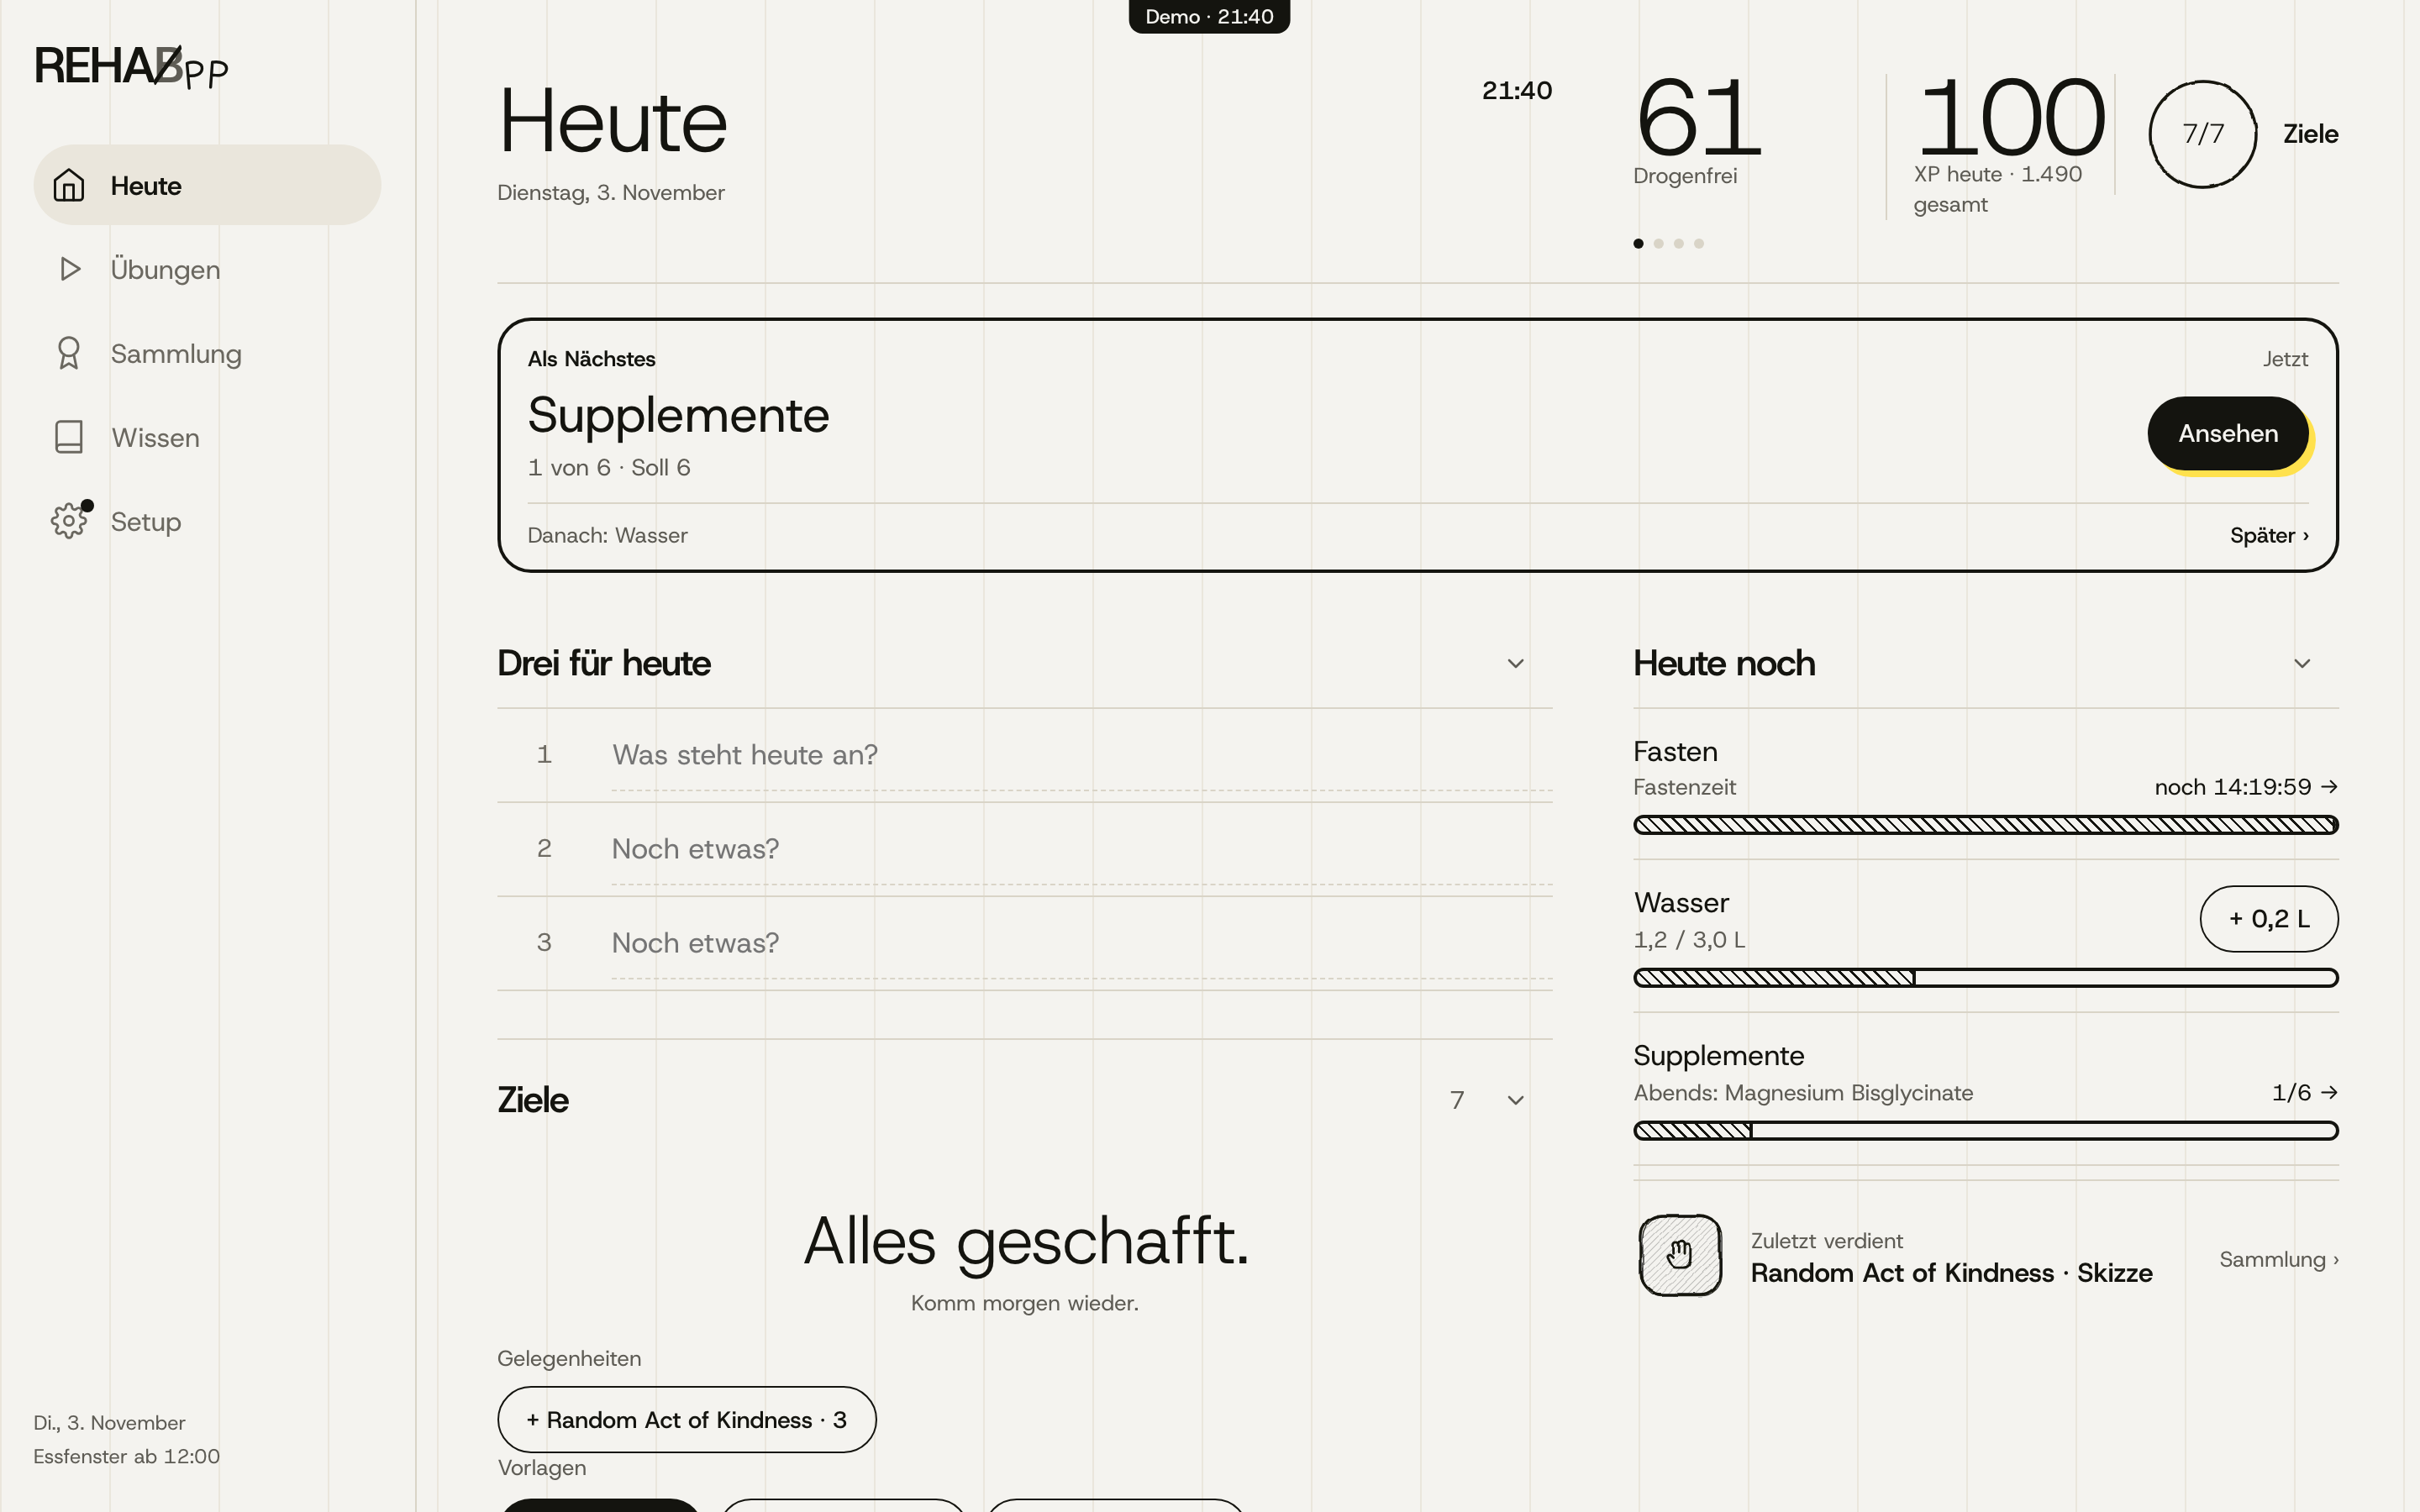 Demo · 21:40
REHABPP
Heute
Übungen
Sammlung
Wissen
Setup
Di., 3. November
Essfenster ab 12:00
Heute
Dienstag, 3. November
21:40
61
Drogenfrei
100
XP heute · 1.490
gesamt
7/7
Ziele
Als Nächstes
Jetzt
Supplemente
1 von 6 · Soll 6
Ansehen
Danach: Wasser
Später ›
Drei für heute
1 Was steht heute an?
2 Noch etwas?
3 Noch etwas?
Ziele 7
Alles geschafft.
Komm morgen wieder.
Gelegenheiten
+ Random Act of Kindness · 3
Vorlagen
Heute noch
Fasten
Fastenzeit noch 14:19:59 →
Wasser
1,2 / 3,0 L
+ 0,2 L
Supplemente
Abends: Magnesium Bisglycinate 1/6 →
Zuletzt verdient
Random Act of Kindness · Skizze
Sammlung ›